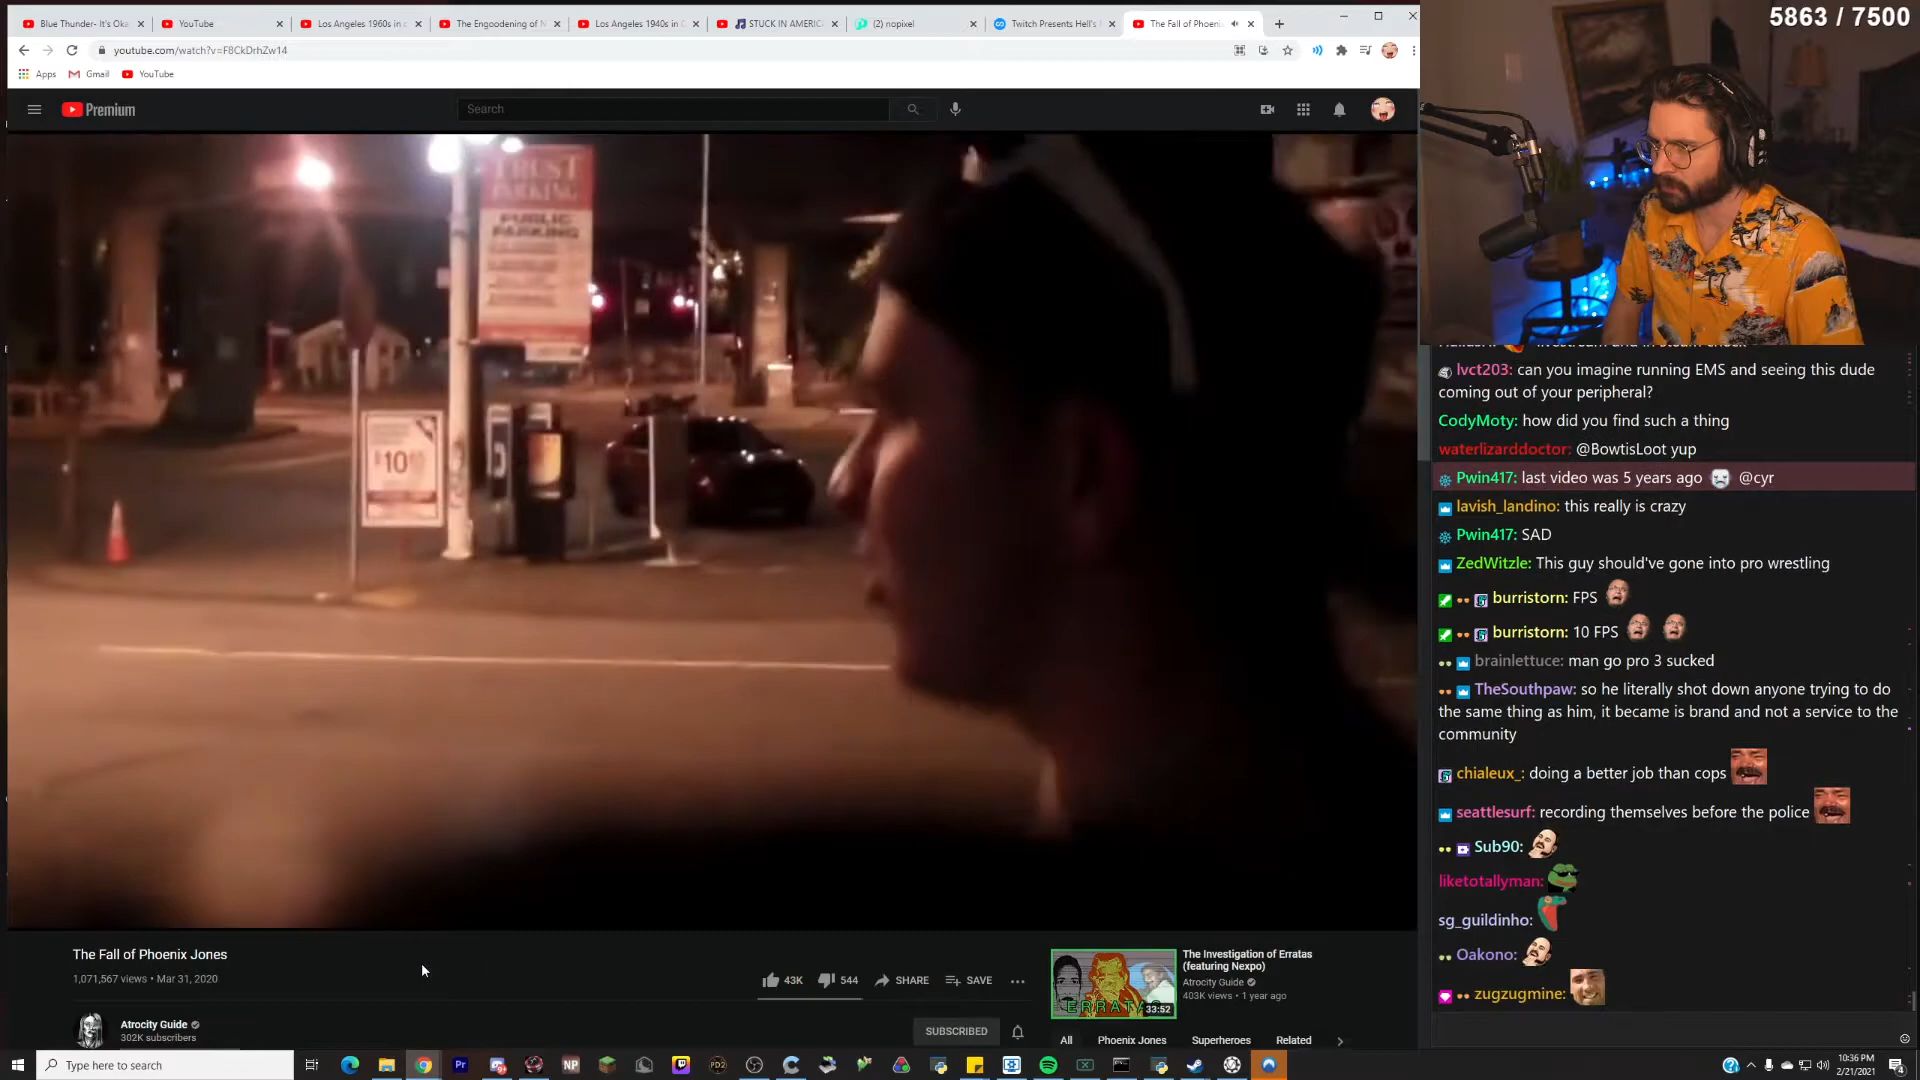 Blue Thunder- It's Oka
YouTube
Los Angeles 1960s in c
The Engoodening of N
Los Angeles 1940s in C
STUCK IN AMERIC
(2) nopixel
Twitch Presents Hell's
The Fall of Phoeni
5863 / 7500
youtube.com/watch?v=F8CkDrhZw14
Apps
Gmail
YouTube
Premium
Search
TRUST
PARKING
PUBLIC
PARKING
$10
lvct203: can you imagine running EMS and seeing this dude
coming out of your peripheral?
CodyMoty: how did you find such a thing
waterlizarddoctor: @BowtisLoot yup
Pwin417: last video was 5 years ago @cyr
lavish_landino: this really is crazy
Pwin417: SAD
ZedWitzle: This guy should've gone into pro wrestling
burristorn: FPS
burristorn: 10 FPS
brainlettuce: man go pro 3 sucked
TheSouthpaw: so he literally shot down anyone trying to do
the same thing as him, it became is brand and not a service to the
community
chialeux_: doing a better job than cops
seattlesurf: recording themselves before the police
Sub90:
liketotallyman:
sg_guildinho:
Oakono:
zugzugmine:
The Fall of Phoenix Jones
1,071,567 views • Mar 31, 2020
43K
544
SHARE
SAVE
Atrocity Guide
302K subscribers
SUBSCRIBED
ERRATAS
33:52
The Investigation of Erratas
(featuring Nexpo)
Atrocity Guide
403K views • 1 year ago
All
Phoenix Jones
Superheroes
Related
Type here to search
Pr
NP
PD2
10:36 PM
2/21/2021